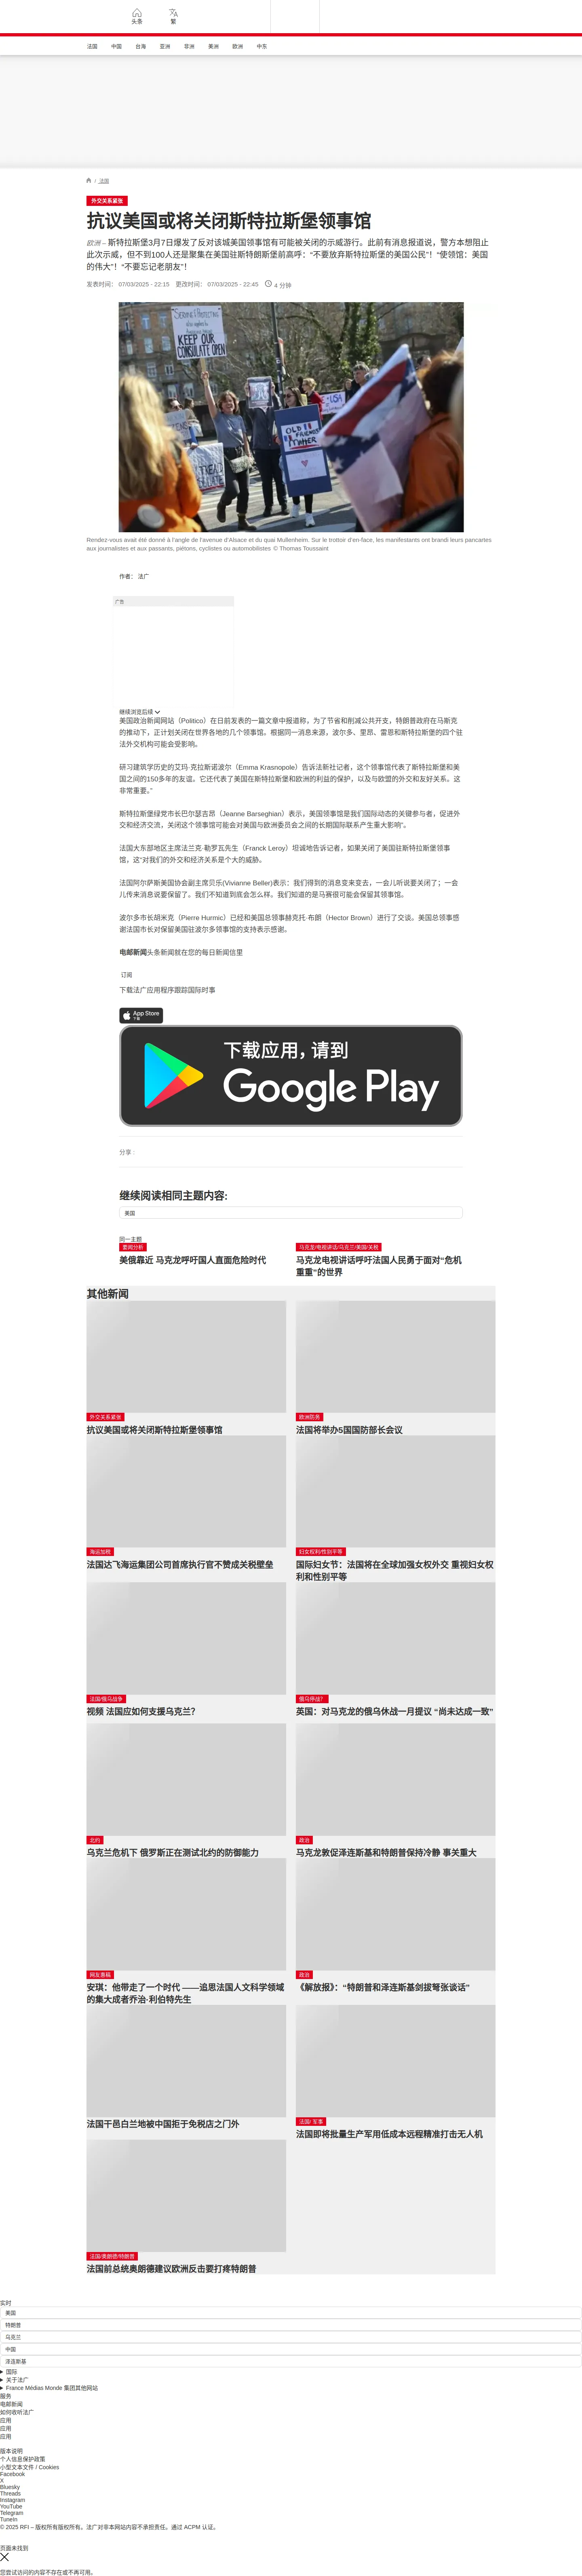 头条
繁
法国
中国
台海
亚洲
非洲
美洲
欧洲
中东
/ 法国
外交关系紧张
抗议美国或将关闭斯特拉斯堡领事馆
欧洲 – 斯特拉斯堡3月7日爆发了反对该城美国领事馆有可能被关闭的示威游行。此前有消息报道说，警方本想阻止
此次示威，但不到100人还是聚集在美国驻斯特朗斯堡前高呼：“不要放弃斯特拉斯堡的美国公民”！“使领馆：美国
的伟大”！“不要忘记老朋友”！
发表时间： 07/03/2025 - 22:15 更改时间： 07/03/2025 - 22:45 4 分钟
KEEP
OUR
CONSULATE
OPEN
Rendez-vous avait été donné à l’angle de l’avenue d’Alsace et du quai Mullenheim. Sur le trottoir d’en-face, les manifestants ont brandi leurs pancartes
aux journalistes et aux passants, piétons, cyclistes ou automobilistes © Thomas Toussaint
作者： 法广
广告
继续浏览后续
美国政治新闻网站（Politico）在日前发表的一篇文章中报道称，为了节省和削减公共开支，特朗普政府在马斯克
的推动下，正计划关闭在世界各地的几个领事馆。根据同一消息来源，波尔多、里昂、雷恩和斯特拉斯堡的四个驻
法外交机构可能会受影响。
研习建筑学历史的艾玛·克拉斯诺波尔（Emma Krasnopole）告诉法新社记者，这个领事馆代表了斯特拉斯堡和美
国之间的150多年的友谊。它还代表了美国在斯特拉斯堡和欧洲的利益的保护，以及与欧盟的外交和友好关系。这
非常重要。”
斯特拉斯堡绿党市长巴尔瑟吉昂（Jeanne Barseghian）表示，美国领事馆是我们国际动态的关键参与者，促进外
交和经济交流，关闭这个领事馆可能会对美国与欧洲委员会之间的长期国际联系产生重大影响”。
法国大东部地区主席法兰克·勒罗瓦先生（Franck Leroy）坦诚地告诉记者，如果关闭了美国驻斯特拉斯堡领事
馆，这“对我们的外交和经济关系是个大的威胁。
法国阿尔萨斯美国协会副主席贝乐(Vivianne Beller)表示：我们得到的消息变来变去，一会儿听说要关闭了；一会
儿传来消息说要保留了。我们不知道到底会怎么样。我们知道的是马赛很可能会保留其领事馆。
波尔多市长胡米克（Pierre Hurmic）已经和美国总领事赫克托·布朗（Hector Brown）进行了交谈。美国总领事感
谢法国市长对保留美国驻波尔多领事馆的支持表示感谢。
电邮新闻头条新闻就在您的每日新闻信里
订阅
下载法广应用程序跟踪国际时事
App Store
下载
下载应用，请到
Google Play
分享 :
继续阅读相同主题内容:
美国
同一主题
要闻分析
美俄靠近 马克龙呼吁国人直面危险时代
马克龙/电视讲话/乌克兰/美国/关税
马克龙电视讲话呼吁法国人民勇于面对“危机
重重”的世界
其他新闻
外交关系紧张
抗议美国或将关闭斯特拉斯堡领事馆
欧洲防务
法国将举办5国国防部长会议
海运加税
法国达飞海运集团公司首席执行官不赞成关税壁垒
妇女权利/性别平等
国际妇女节：法国将在全球加强女权外交 重视妇女权
利和性别平等
法国/俄乌战争
视频 法国应如何支援乌克兰？
俄乌停战？
英国：对马克龙的俄乌休战一月提议 “尚未达成一致”
北约
乌克兰危机下 俄罗斯正在测试北约的防御能力
政治
马克龙敦促泽连斯基和特朗普保持冷静 事关重大
网友惠稿
安琪：他带走了一个时代 ——追思法国人文科学领域
的集大成者乔治·利伯特先生
政治
《解放报》：“特朗普和泽连斯基剑拔弩张谈话”
法国干邑白兰地被中国拒于免税店之门外
法国/ 军事
法国即将批量生产军用低成本远程精准打击无人机
法国/奥朗德/特朗普
法国前总统奥朗德建议欧洲反击要打疼特朗普
实时
美国
特朗普
马克兰
中国
泽连斯基
国际
关于法广
France Médias Monde 集团其他网站
服务
电邮新闻
如何收听法广
应用
应用
应用
版本说明
个人信息保护政策
小型文本文件 / Cookies
Facebook
X
Bluesky
Threads
Instagram
YouTube
Telegram
TuneIn
© 2025 RFI – 版权所有版权所有。法广对非本网站内容不承担责任。通过 ACPM 认证。
页面未找到
您尝试访问的内容不存在或不再可用。